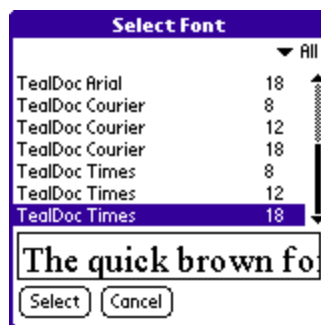 Select Font
All
TealDoc Arial 18
TealDoc Courier 8
TealDoc Courier 12
TealDoc Courier 18
TealDoc Times 8
TealDoc Times 12
TealDoc Times 18
The quick brown fo
Select Cancel